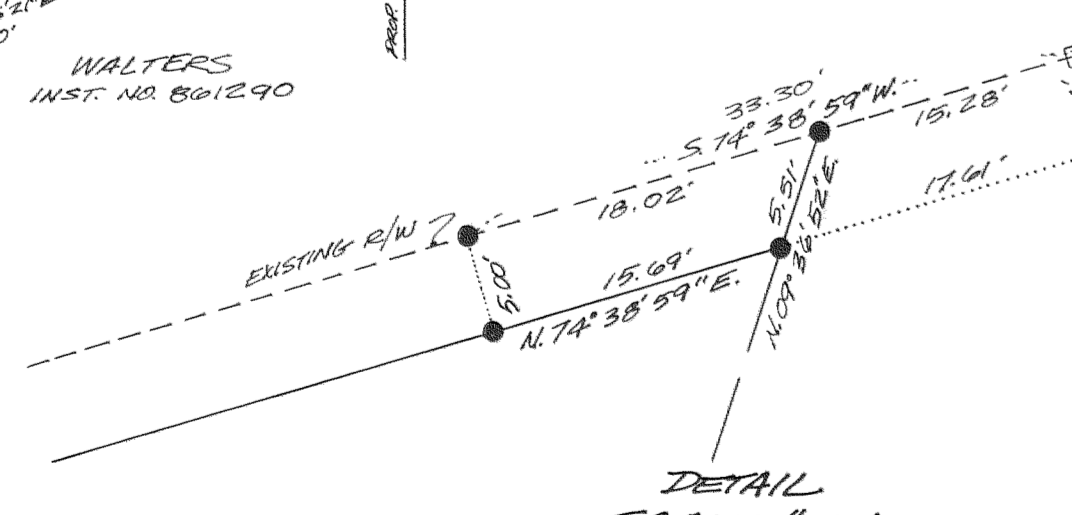 PROP.
WALTERS
INST. NO. 861290
33.30'
S. 74° 38' 59" W.
15.28'
18.02'
5.51'
N. 09° 36' 52" E.
17.61'
EXISTING R/W
5.00'
15.69'
N. 74° 38' 59" E.
DETAIL